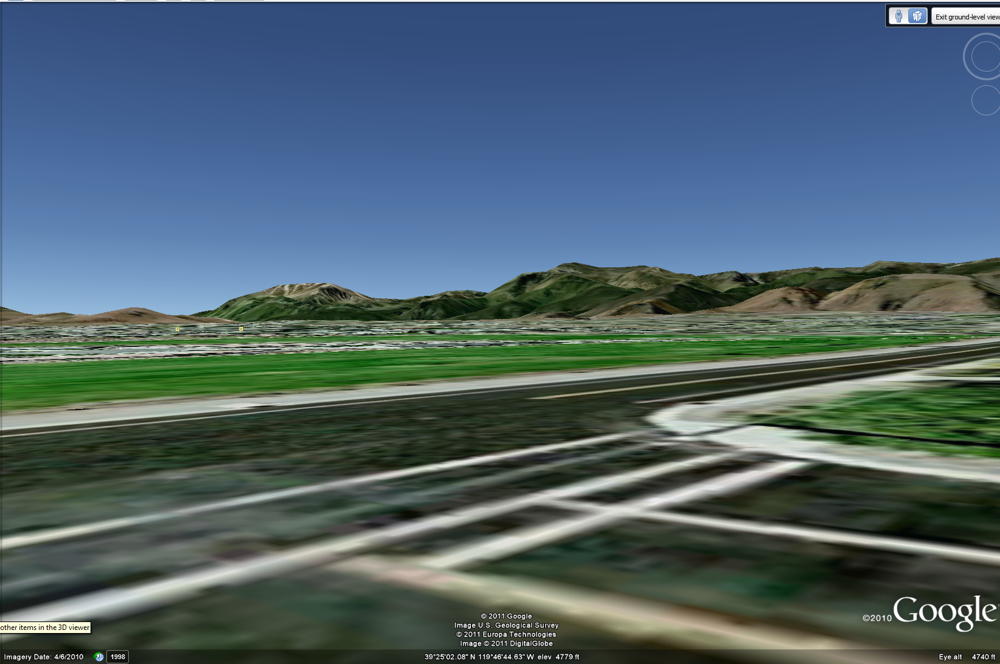 Exit ground-level view
other items in the 3D viewer
© 2011 Google
Image U.S. Geological Survey
© 2011 Europa Technologies
Image © 2011 DigitalGlobe
©2010 Google
Imagery Date: 4/6/2010
1998
39°25'02.08" N 119°46'44.63" W elev 4779 ft
Eye alt 4740 ft